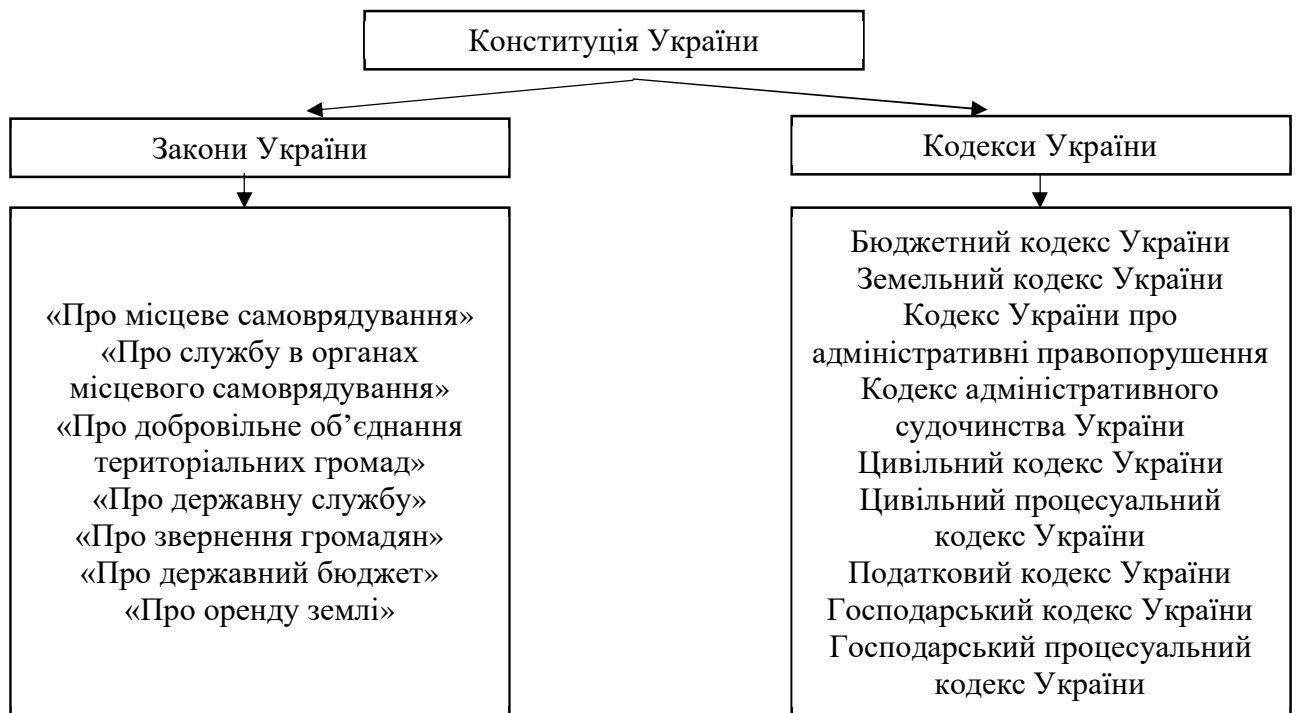 Конституція України
Закони України
Кодекси України
«Про місцеве самоврядування»
«Про службу в органах
місцевого самоврядування»
«Про добровільне об’єднання
територіальних громад»
«Про державну службу»
«Про звернення громадян»
«Про державний бюджет»
«Про оренду землі»
Бюджетний кодекс України
Земельний кодекс України
Кодекс України про
адміністративні правопорушення
Кодекс адміністративного
судочинства України
Цивільний кодекс України
Цивільний процесуальний
кодекс України
Податковий кодекс України
Господарський кодекс України
Господарський процесуальний
кодекс України